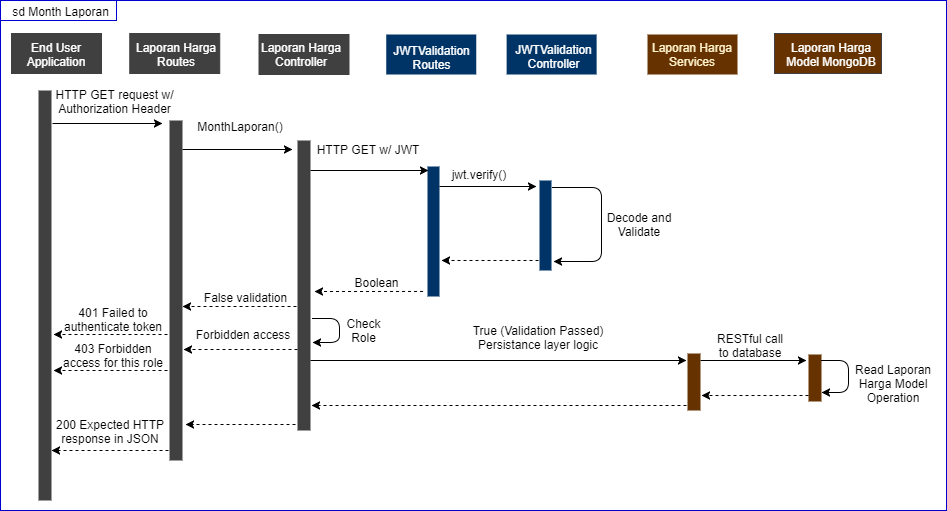 sd Month Laporan
End User
Application
Laporan Harga
Routes
Laporan Harga
Controller
JWTValidation
Routes
JWTValidation
Controller
Laporan Harga
Services
Laporan Harga
Model MongoDB
HTTP GET request w/
Authorization Header
MonthLaporan()
HTTP GET w/ JWT
jwt.verify()
Decode and
Validate
Boolean
False validation
401 Failed to
authenticate token
Check
Role
Forbidden access
403 Forbidden
access for this role
True (Validation Passed)
Persistance layer logic
RESTful call
to database
Read Laporan
Harga Model
Operation
200 Expected HTTP
response in JSON